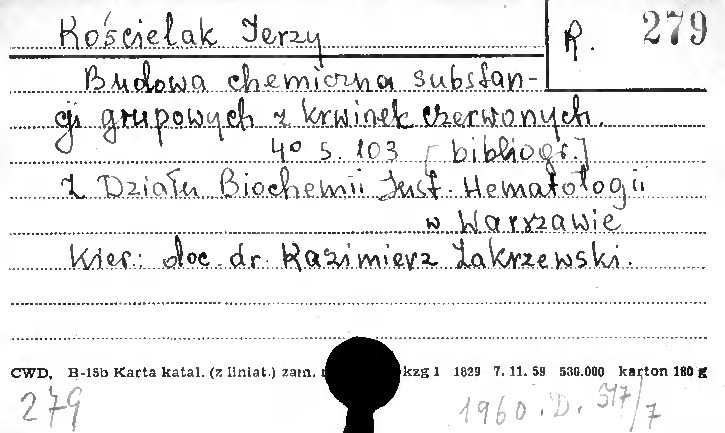 Kościelak Jerzy
R. 279
Budowa chemiczna substan-
cji grupowych z krwinek czerwonych.
4° s. 103 [bibliogr.]
Z Działu Biochemii Inst. Hematologii
w Warszawie
Kier.: doc. dr. Kazimierz Zakrzewski.
CWD, B-15b Karta katal. (z liniat.) zam. kzg 1 1829 7. 11. 59 530.000 karton 180 g
279
1960.D. 517/7